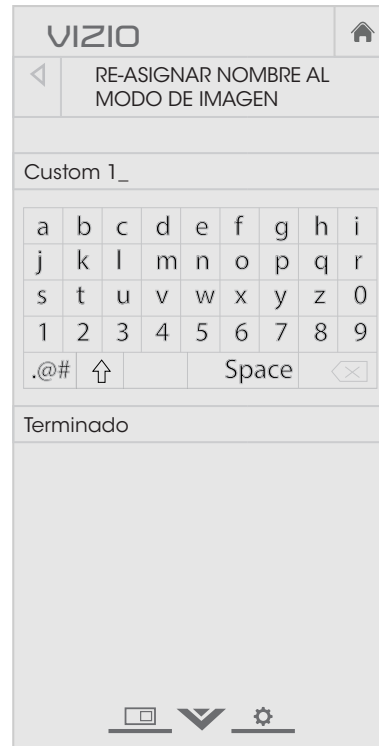 VIZIO
RE-ASIGNAR NOMBRE AL
MODO DE IMAGEN
Custom 1_
a b c d e f g h i
j k l m n o p q r
s t u v w x y z 0
1 2 3 4 5 6 7 8 9
.@# Space
Terminado